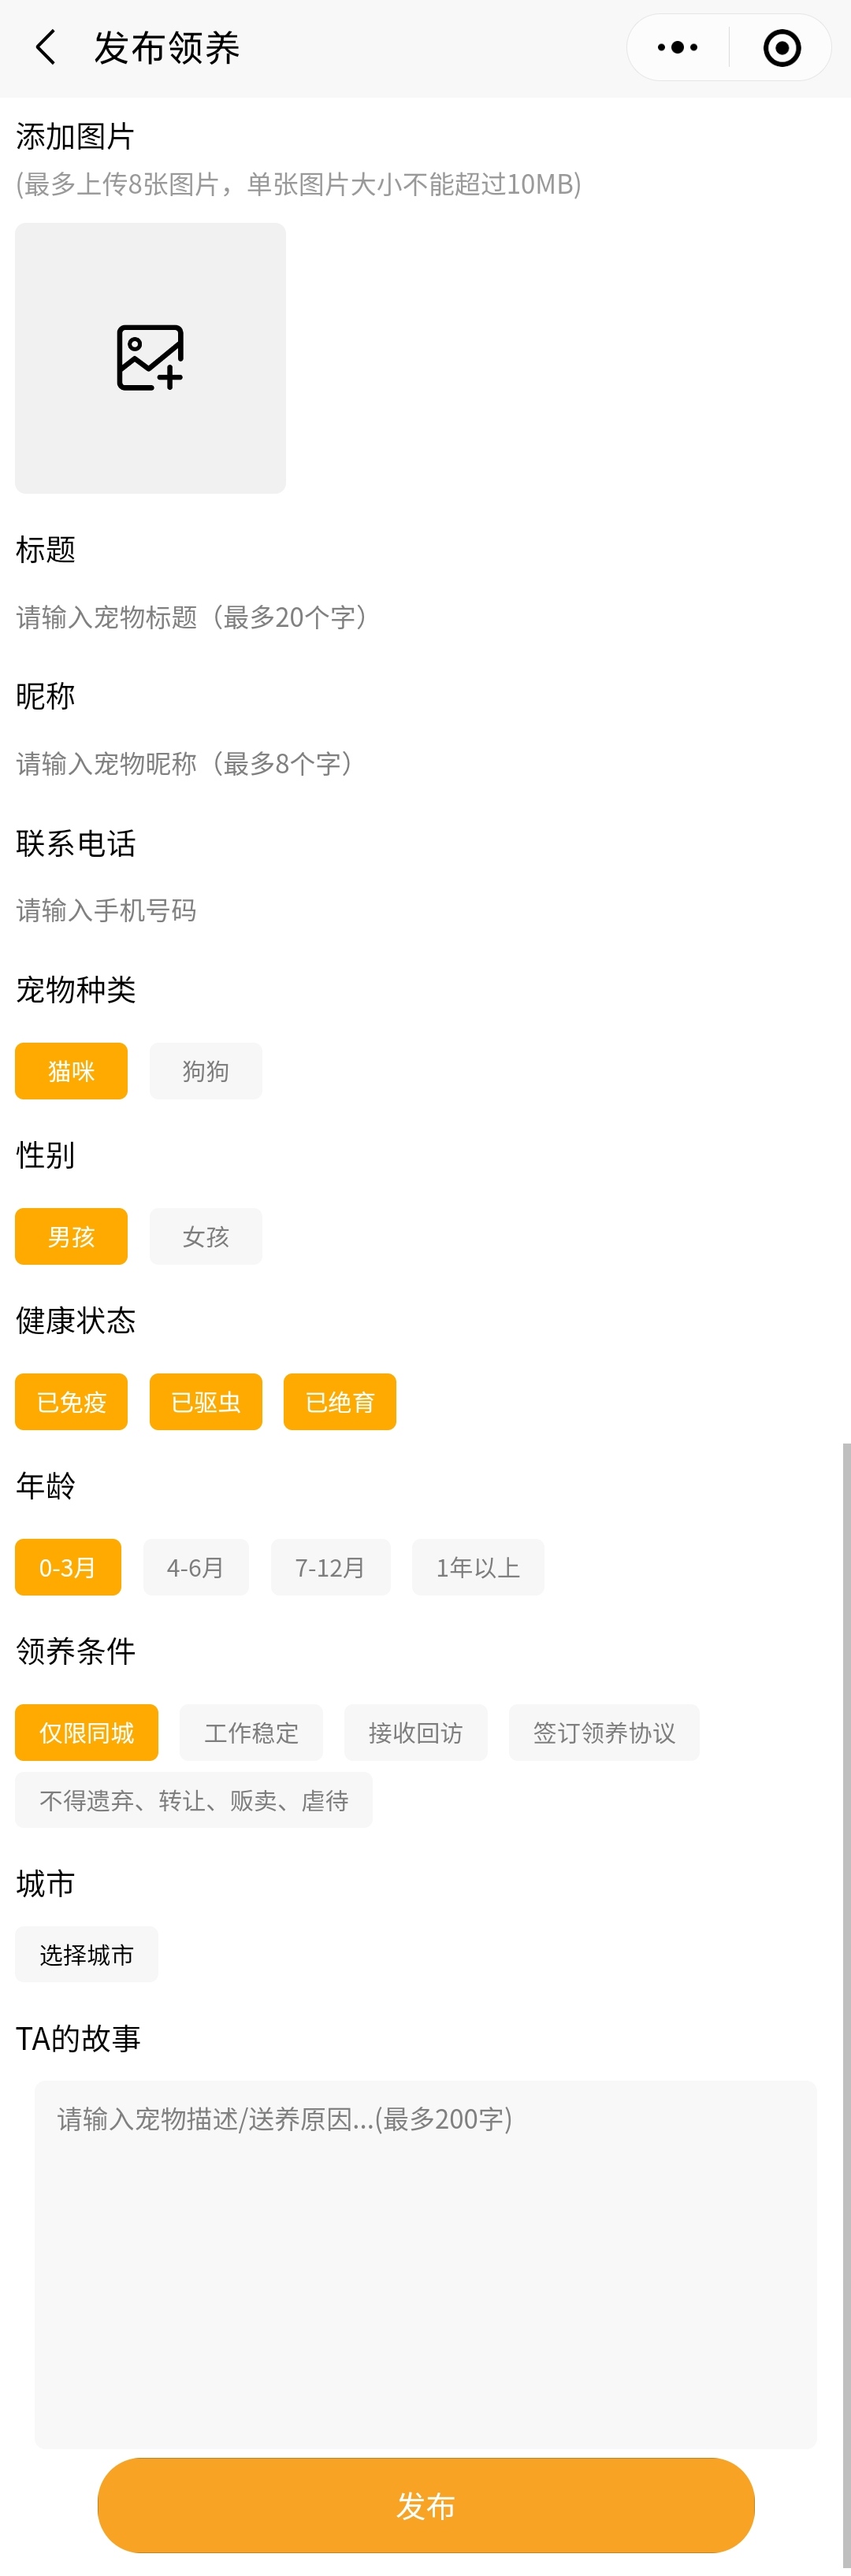 发布领养
添加图片
(最多上传8张图片，单张图片大小不能超过10MB)
标题
请输入宠物标题（最多20个字）
昵称
请输入宠物昵称（最多8个字）
联系电话
请输入手机号码
宠物种类
猫咪 狗狗
性别
男孩 女孩
健康状态
已免疫 已驱虫 已绝育
年龄
0-3月 4-6月 7-12月 1年以上
领养条件
仅限同城 工作稳定 接收回访 签订领养协议
不得遗弃、转让、贩卖、虐待
城市
选择城市
TA的故事
请输入宠物描述/送养原因...(最多200字)
发布